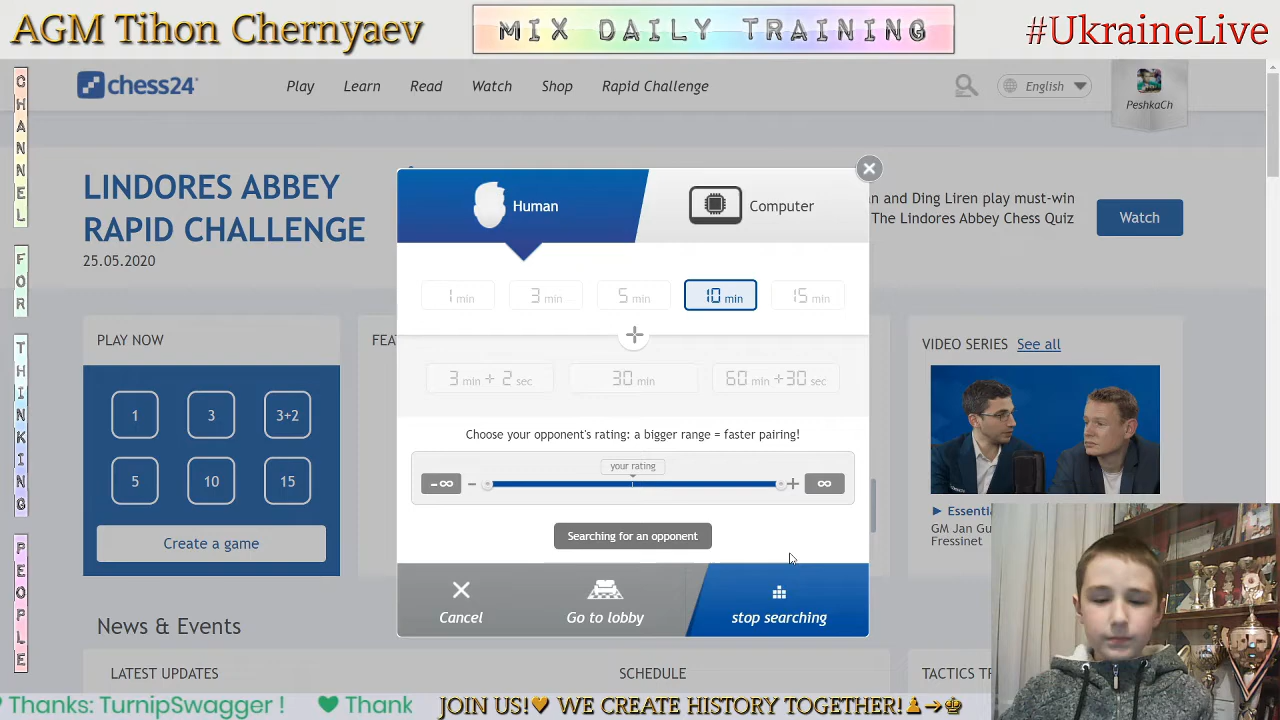 AGM Tihon Chernyaev
MIX DAILY TRAINING
#UkraineLive
CHANNEL
FOR
THINKING
PEOPLE
chess24
Play
Learn
Read
Watch
Shop
Rapid Challenge
English
PeshkaCh
LINDORES ABBEY
RAPID CHALLENGE
25.05.2020
n and Ding Liren play must-win
The Lindores Abbey Chess Quiz
Watch
Human
Computer
1 min
3 min
5 min
10 min
15 min
3 min + 2 sec
30 min
60 min +30 sec
Choose your opponent's rating: a bigger range = faster pairing!
your rating
-∞
−
+
∞
Searching for an opponent
Cancel
Go to lobby
stop searching
PLAY NOW
1
3
3+2
5
10
15
Create a game
FEA
VIDEO SERIES See all
Essentia
GM Jan Gu
Fressinet
News & Events
LATEST UPDATES
SCHEDULE
TACTICS TR
Thanks: TurnipSwagger !
Thank
JOIN US!🧡 WE CREATE HISTORY TOGETHER!♟→♔